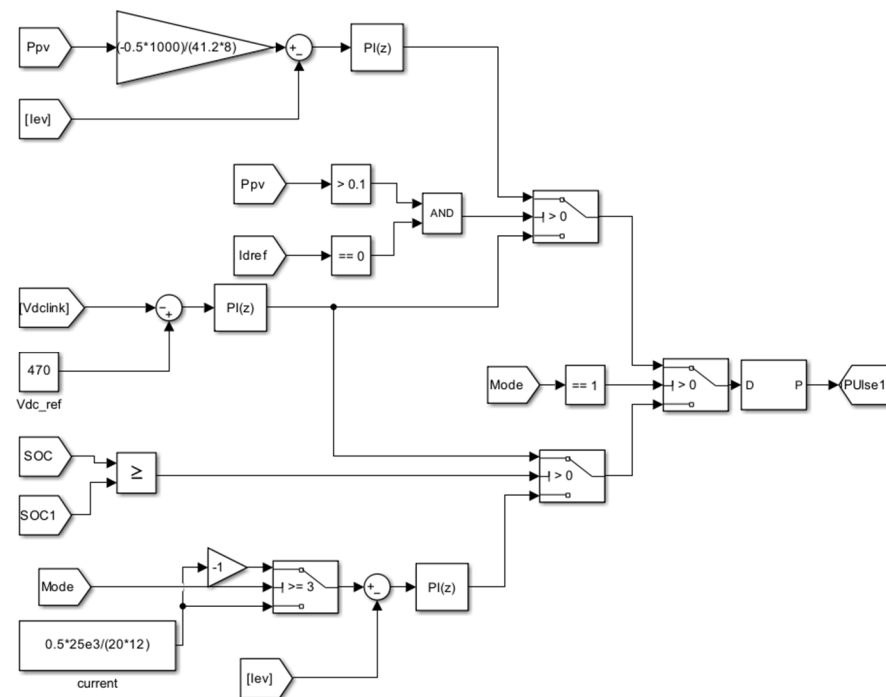 Ppv
(-0.5*1000)/(41.2*8)
+
−
PI(z)
[Iev]
Ppv
> 0.1
AND
> 0
Idref
== 0
[Vdclink]
−
+
PI(z)
470
Vdc_ref
Mode
== 1
> 0
D
P
[PUlse1
SOC
≥
> 0
SOC1
-1
Mode
>= 3
+
−
PI(z)
0.5*25e3/(20*12)
current
[Iev]